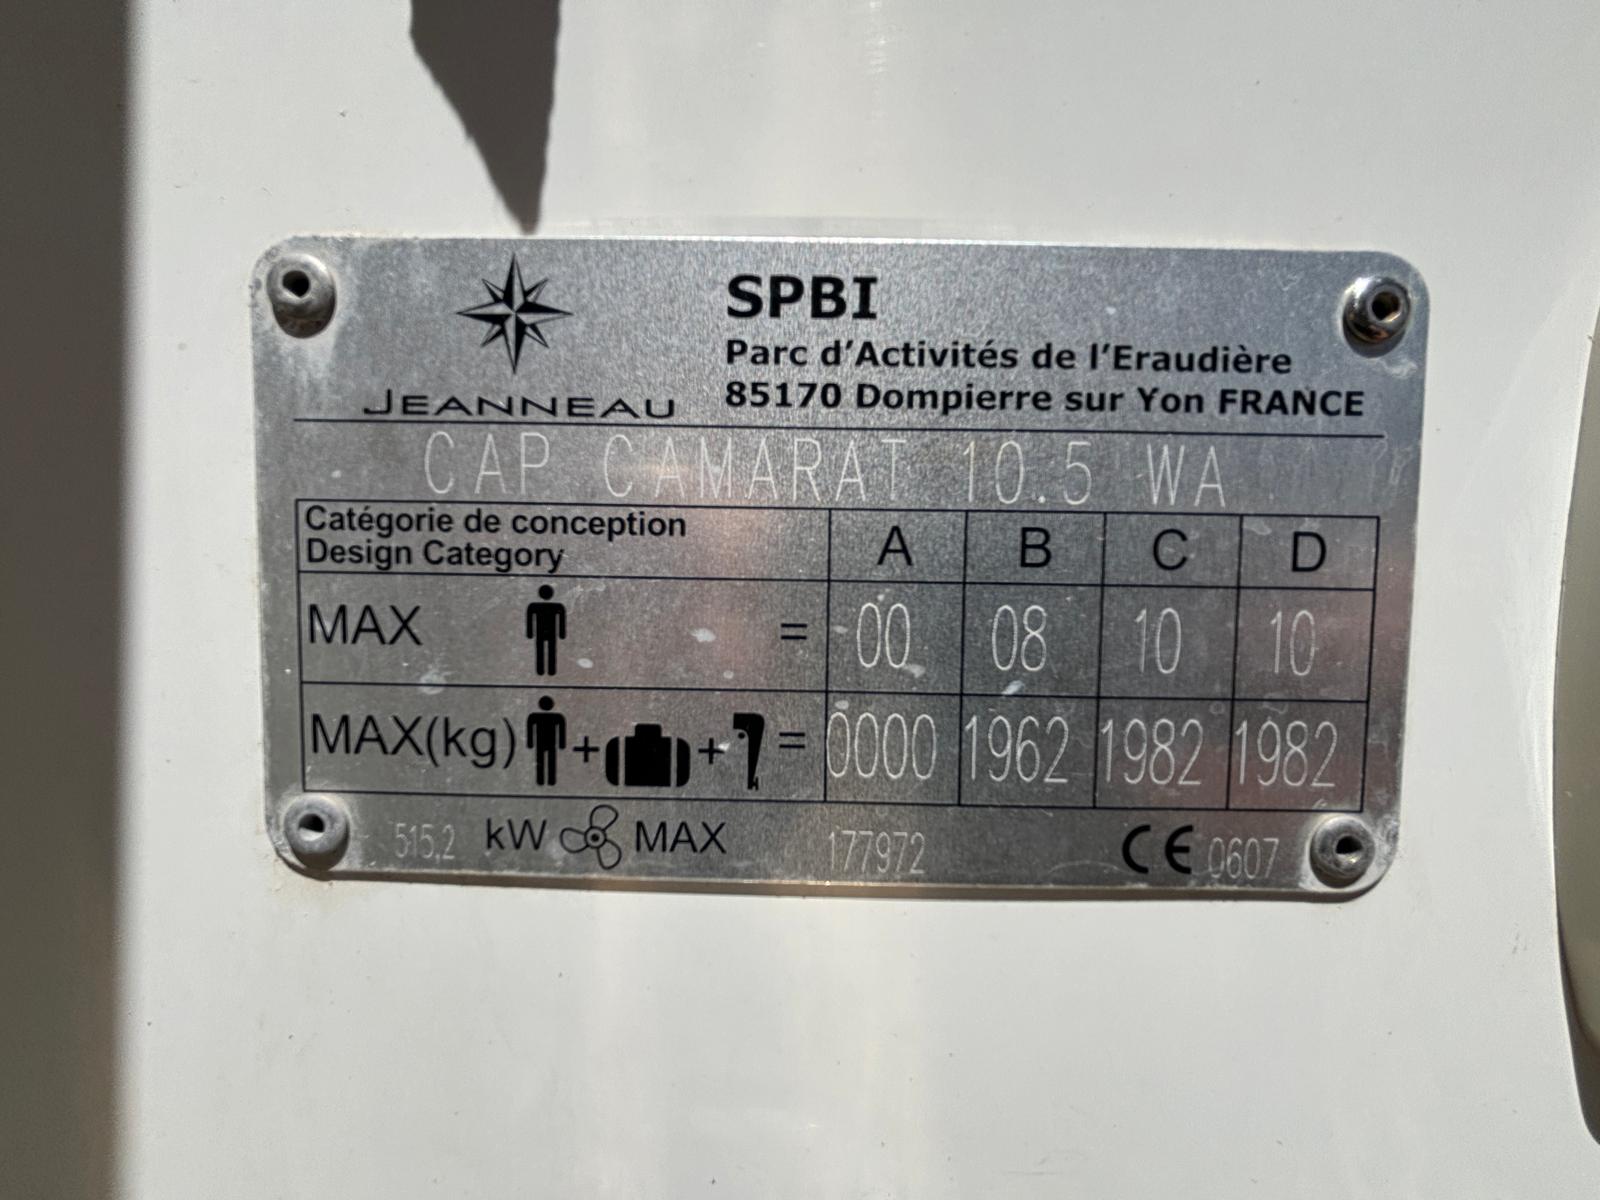 SPBI
Parc d'Activités de l'Eraudière
JEANNEAU 85170 Dompierre sur Yon FRANCE
CAP CAMARAT 10.5 WA
Catégorie de conception
Design Category A B C D
MAX = 00 08 10 10
MAX(kg) + + = 0000 1962 1982 1982
515,2 kW MAX 177972 CE 0607